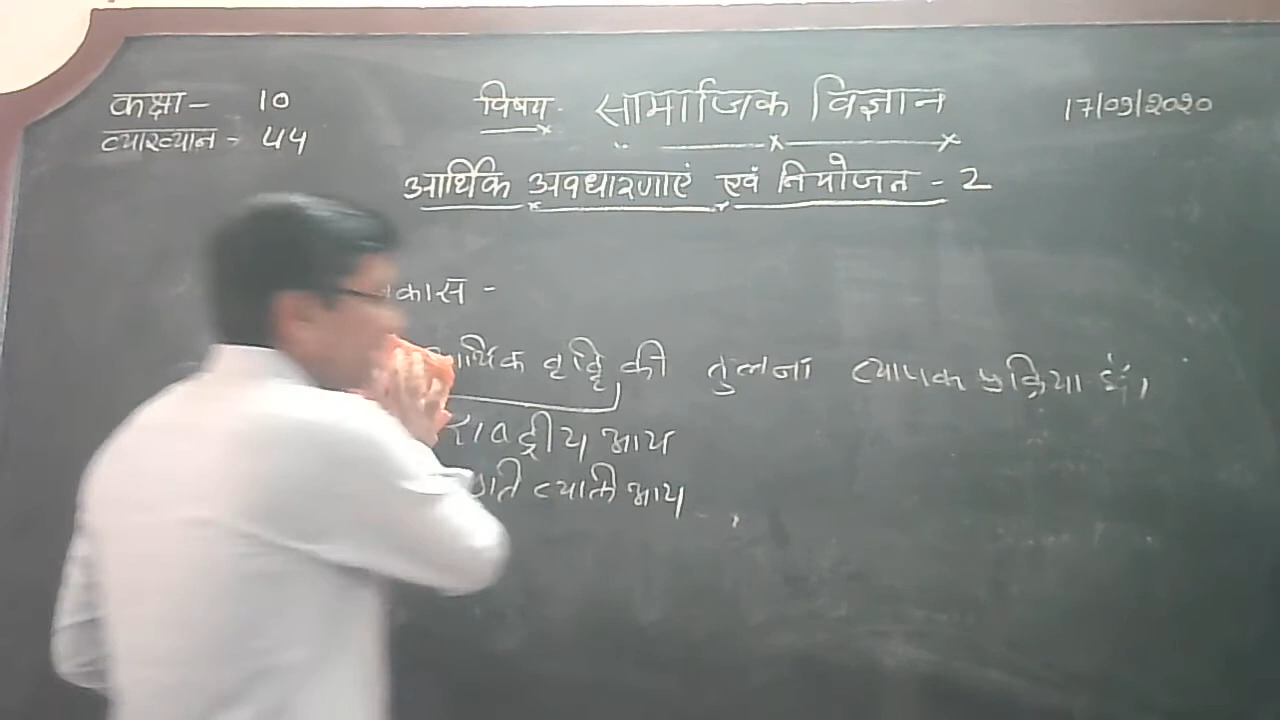 कक्षा- 10
विषय. सामाजिक विज्ञान
17/09/2020
व्याख्यान - 44
आर्थिक अवधारणाएं एवं नियोजन - 2
कास -
आर्थिक वृद्धि की तुलना व्यापक प्रक्रिया है।
राष्ट्रीय आय
प्रति व्यक्ति आय